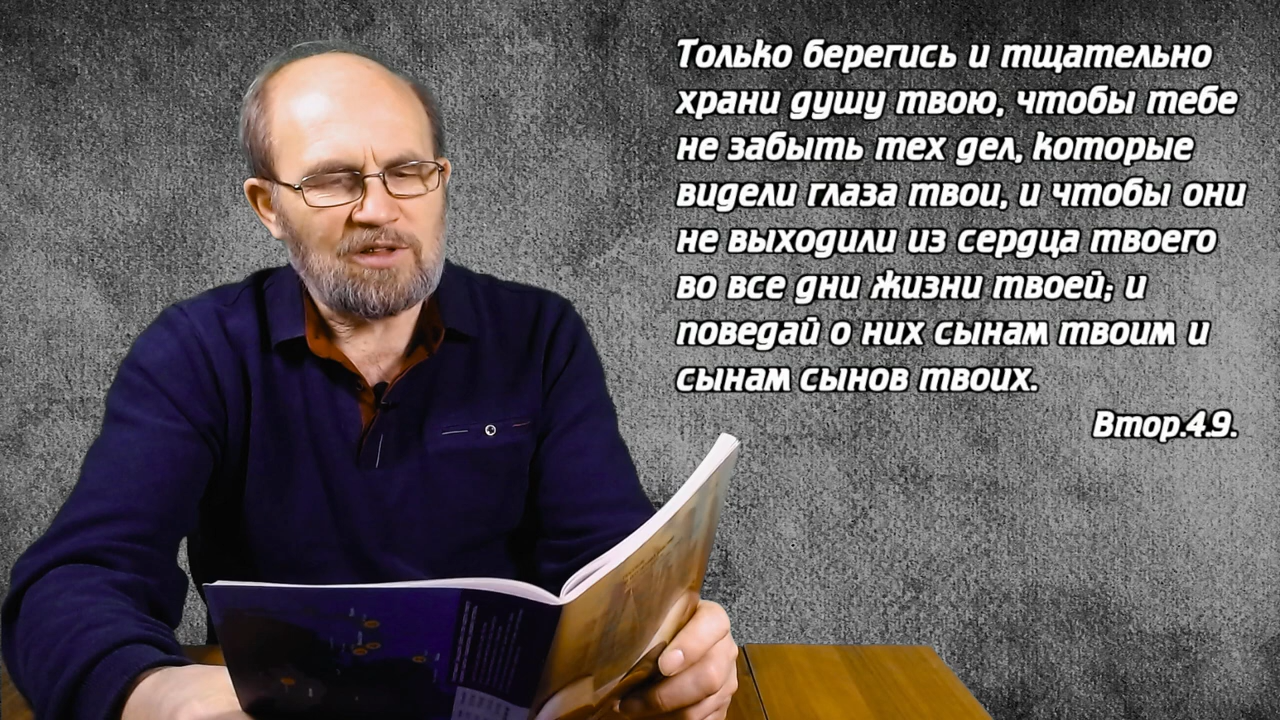 Только берегись и тщательно
храни душу твою, чтобы тебе
не забыть тех дел, которые
видели глаза твои, и чтобы они
не выходили из сердца твоего
во все дни жизни твоей; и
поведай о них сынам твоим и
сынам сынов твоих.
Втор.4.9.